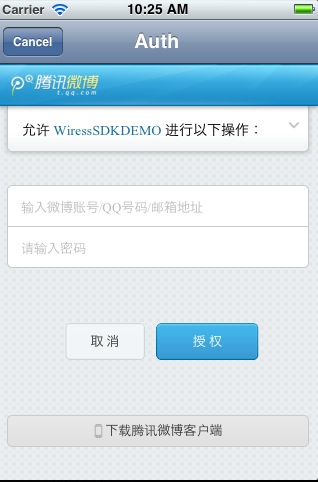 Carrier 10:25 AM
Cancel Auth
腾讯微博
t.qq.com
允许 WiressSDKDEMO 进行以下操作：
输入微博账号/QQ号码/邮箱地址
请输入密码
取消 授权
下载腾讯微博客户端